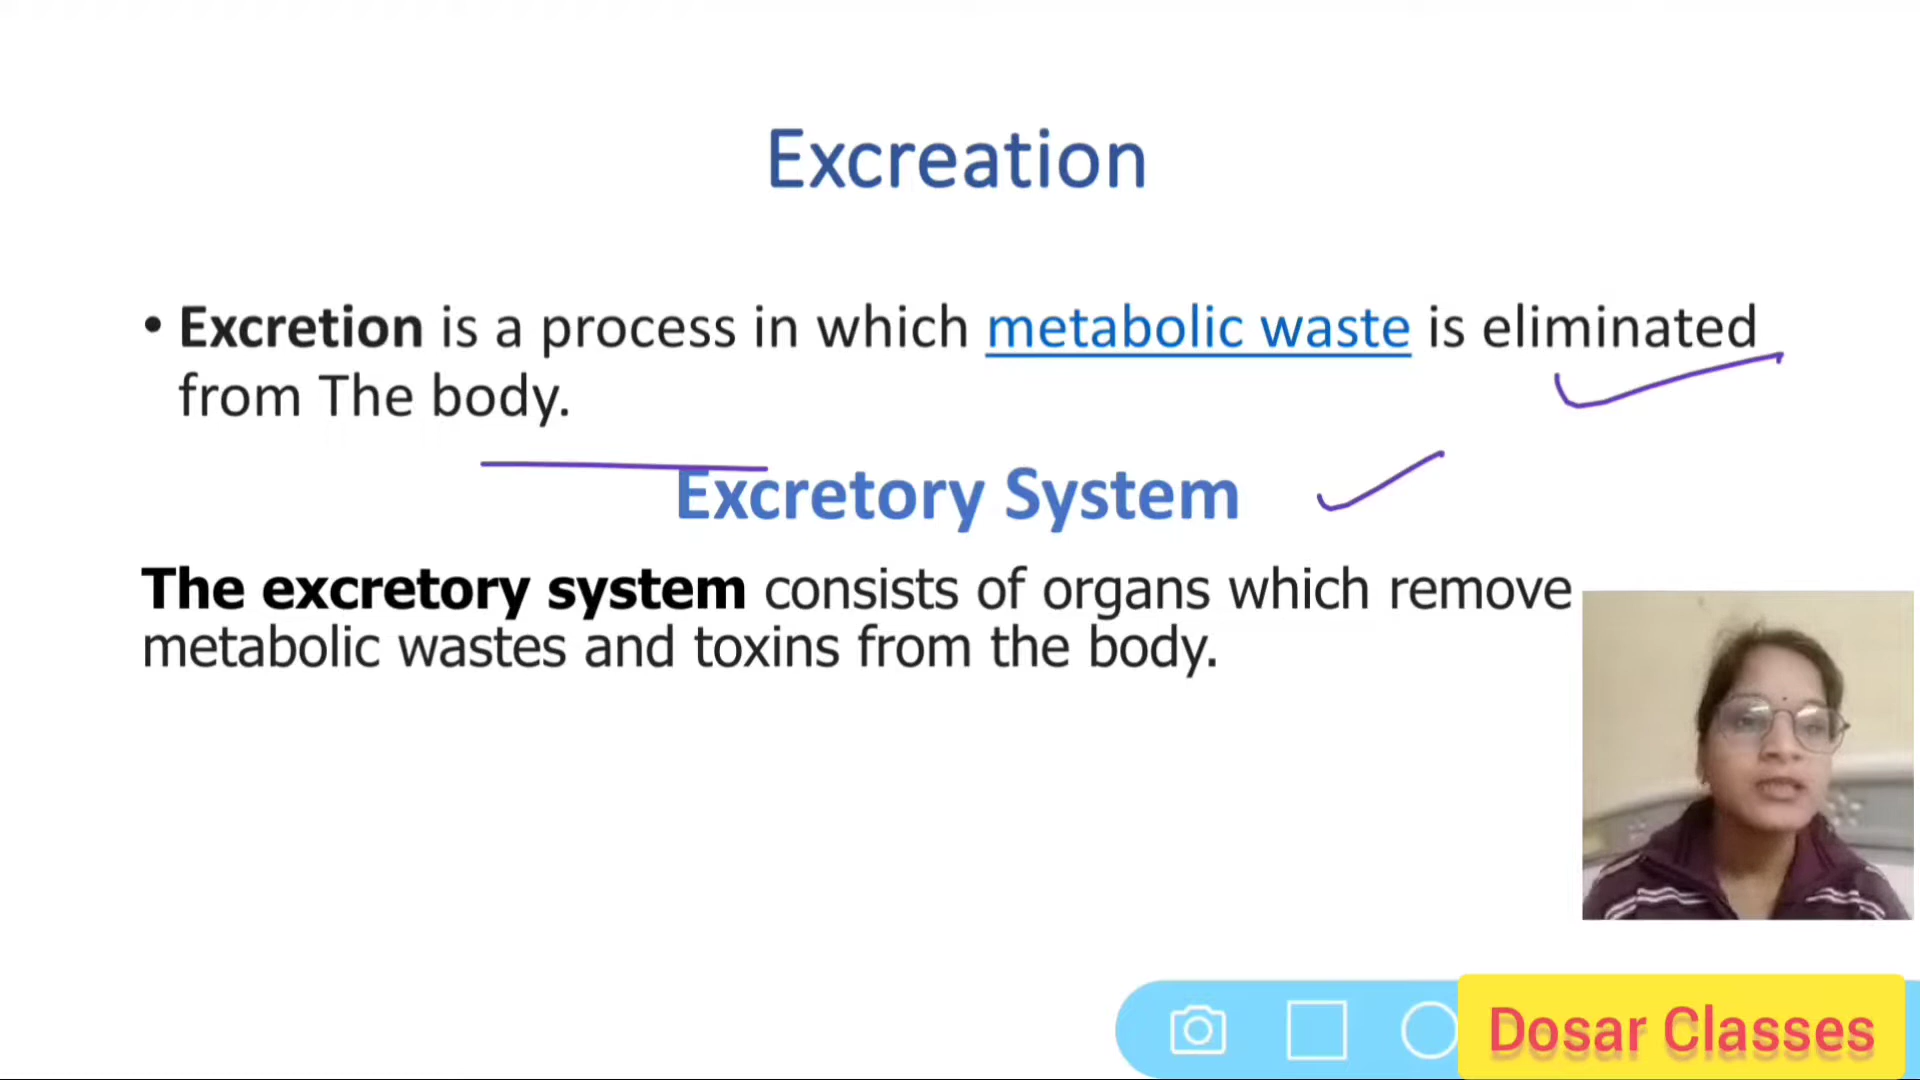 Excreation
• Excretion is a process in which metabolic waste is eliminated
from The body.
Excretory System
The excretory system consists of organs which remove
metabolic wastes and toxins from the body.
Dosar Classes